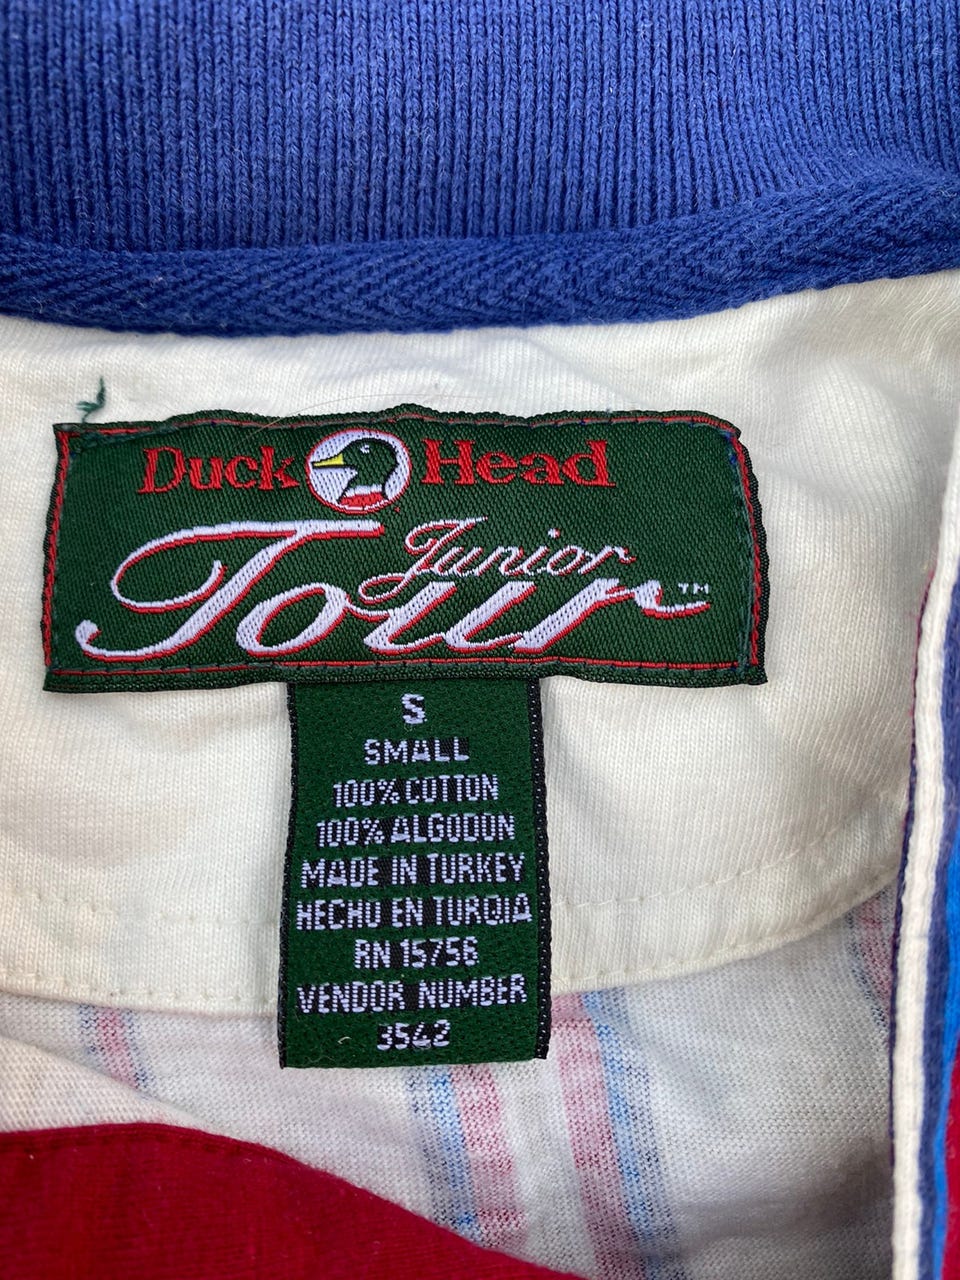 Duck Head
Junior
Tour™
S
SMALL
100% COTTON
100% ALGODON
MADE IN TURKEY
HECHO EN TURQIA
RN 15756
VENDOR NUMBER
3542